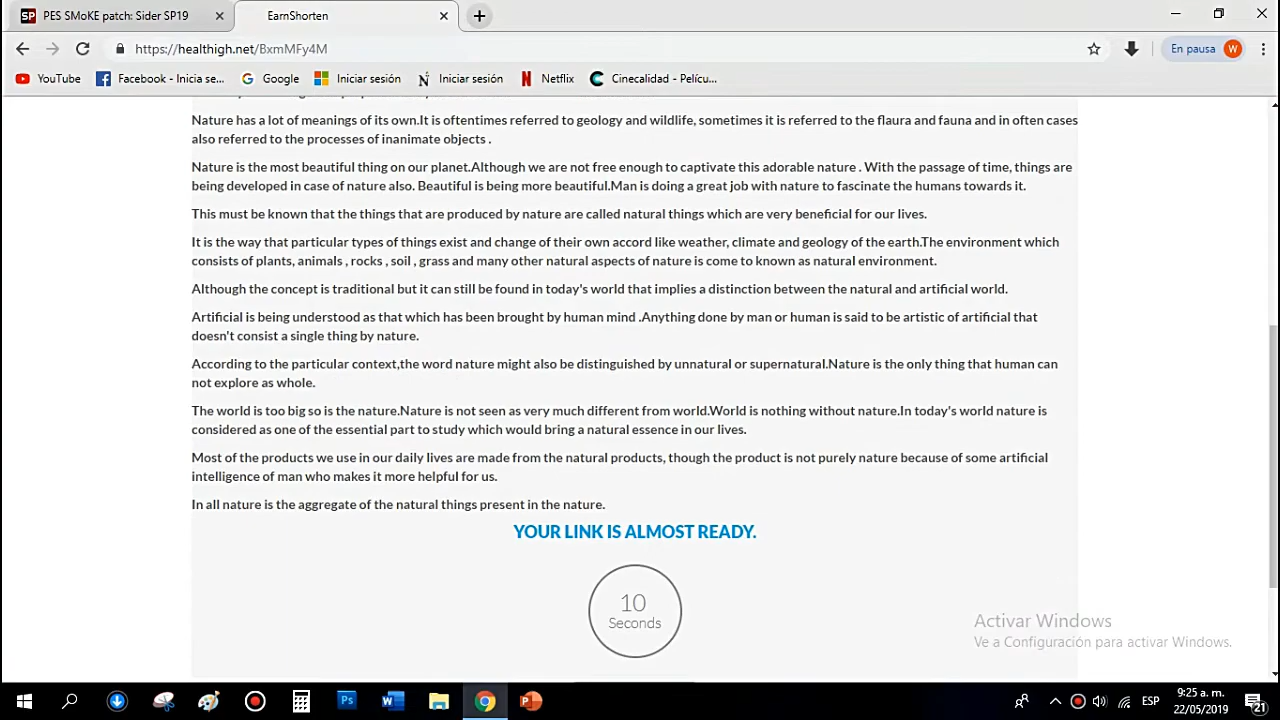 PES SMoKE patch: Sider SP19
EarnShorten
https://healthigh.net/BxmMFy4M
En pausa
W
YouTube
Facebook - Inicia se...
Google
Iniciar sesión
Iniciar sesión
Netflix
Cinecalidad - Pelícu...
Nature has a lot of meanings of its own.It is oftentimes referred to geology and wildlife, sometimes it is referred to the flaura and fauna and in often cases
also referred to the processes of inanimate objects .
Nature is the most beautiful thing on our planet.Although we are not free enough to captivate this adorable nature . With the passage of time, things are
being developed in case of nature also. Beautiful is being more beautiful.Man is doing a great job with nature to fascinate the humans towards it.
This must be known that the things that are produced by nature are called natural things which are very beneficial for our lives.
It is the way that particular types of things exist and change of their own accord like weather, climate and geology of the earth.The environment which
consists of plants, animals , rocks , soil , grass and many other natural aspects of nature is come to known as natural environment.
Although the concept is traditional but it can still be found in today's world that implies a distinction between the natural and artificial world.
Artificial is being understood as that which has been brought by human mind .Anything done by man or human is said to be artistic of artificial that
doesn't consist a single thing by nature.
According to the particular context,the word nature might also be distinguished by unnatural or supernatural.Nature is the only thing that human can
not explore as whole.
The world is too big so is the nature.Nature is not seen as very much different from world.World is nothing without nature.In today's world nature is
considered as one of the essential part to study which would bring a natural essence in our lives.
Most of the products we use in our daily lives are made from the natural products, though the product is not purely nature because of some artificial
intelligence of man who makes it more helpful for us.
In all nature is the aggregate of the natural things present in the nature.
YOUR LINK IS ALMOST READY.
10
Seconds
Activar Windows
Ve a Configuración para activar Windows.
ESP
9:25 a. m.
22/05/2019
21